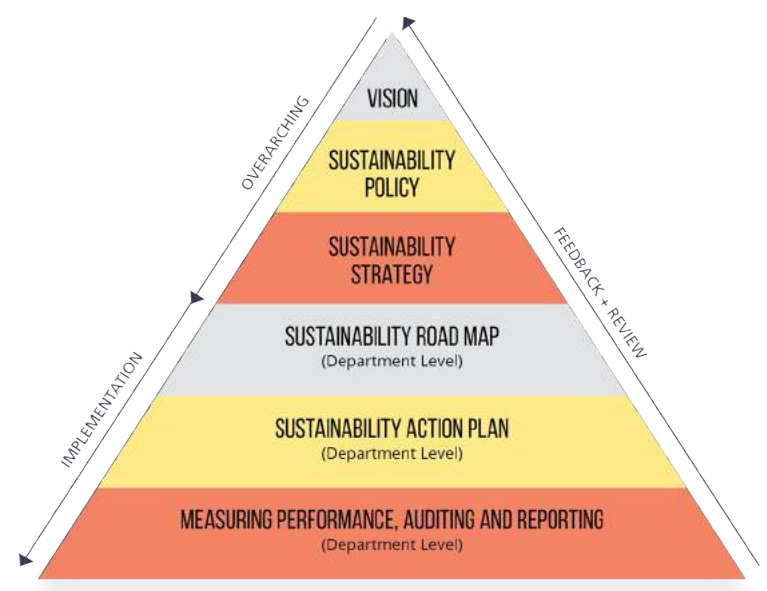 VISION
OVERARCHING
SUSTAINABILITY
POLICY
SUSTAINABILITY
STRATEGY
FEEDBACK + REVIEW
SUSTAINABILITY ROAD MAP
(Department Level)
IMPLEMENTATION
SUSTAINABILITY ACTION PLAN
(Department Level)
MEASURING PERFORMANCE, AUDITING AND REPORTING
(Department Level)